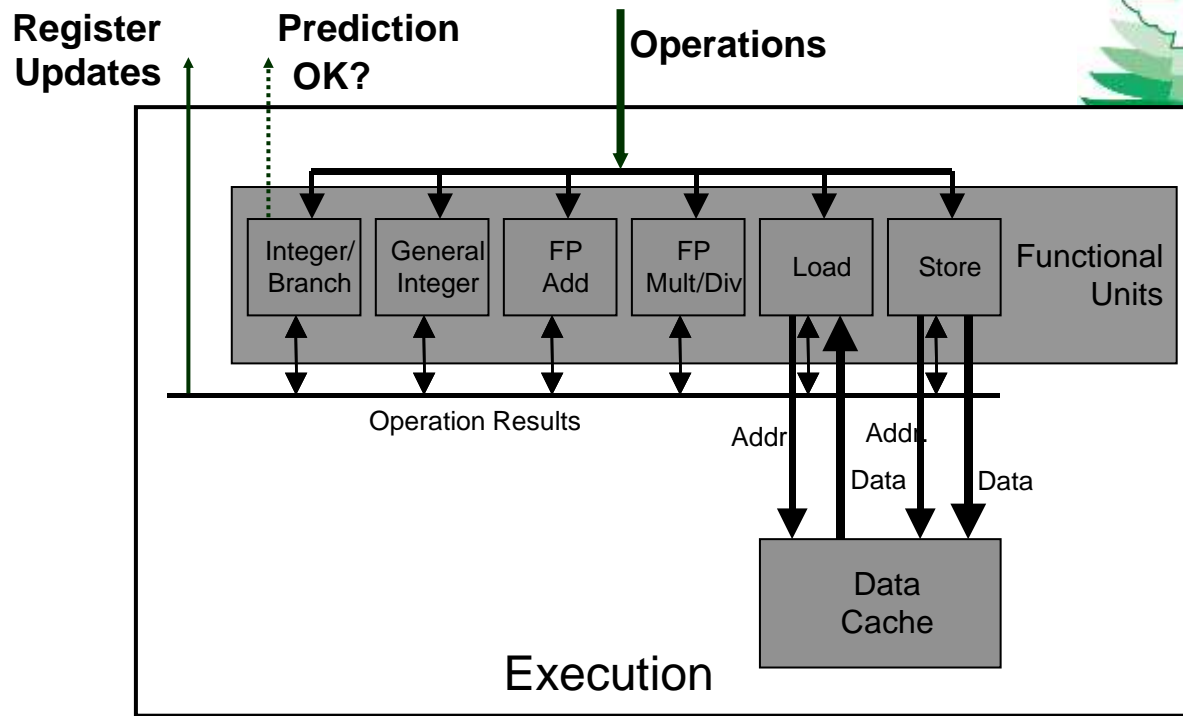 Register
Updates
Prediction
OK?
Operations
Integer/
Branch
General
Integer
FP
Add
FP
Mult/Div
Load
Store
Functional
Units
Operation Results
Addr
Addr.
Data
Data
Data
Cache
Execution